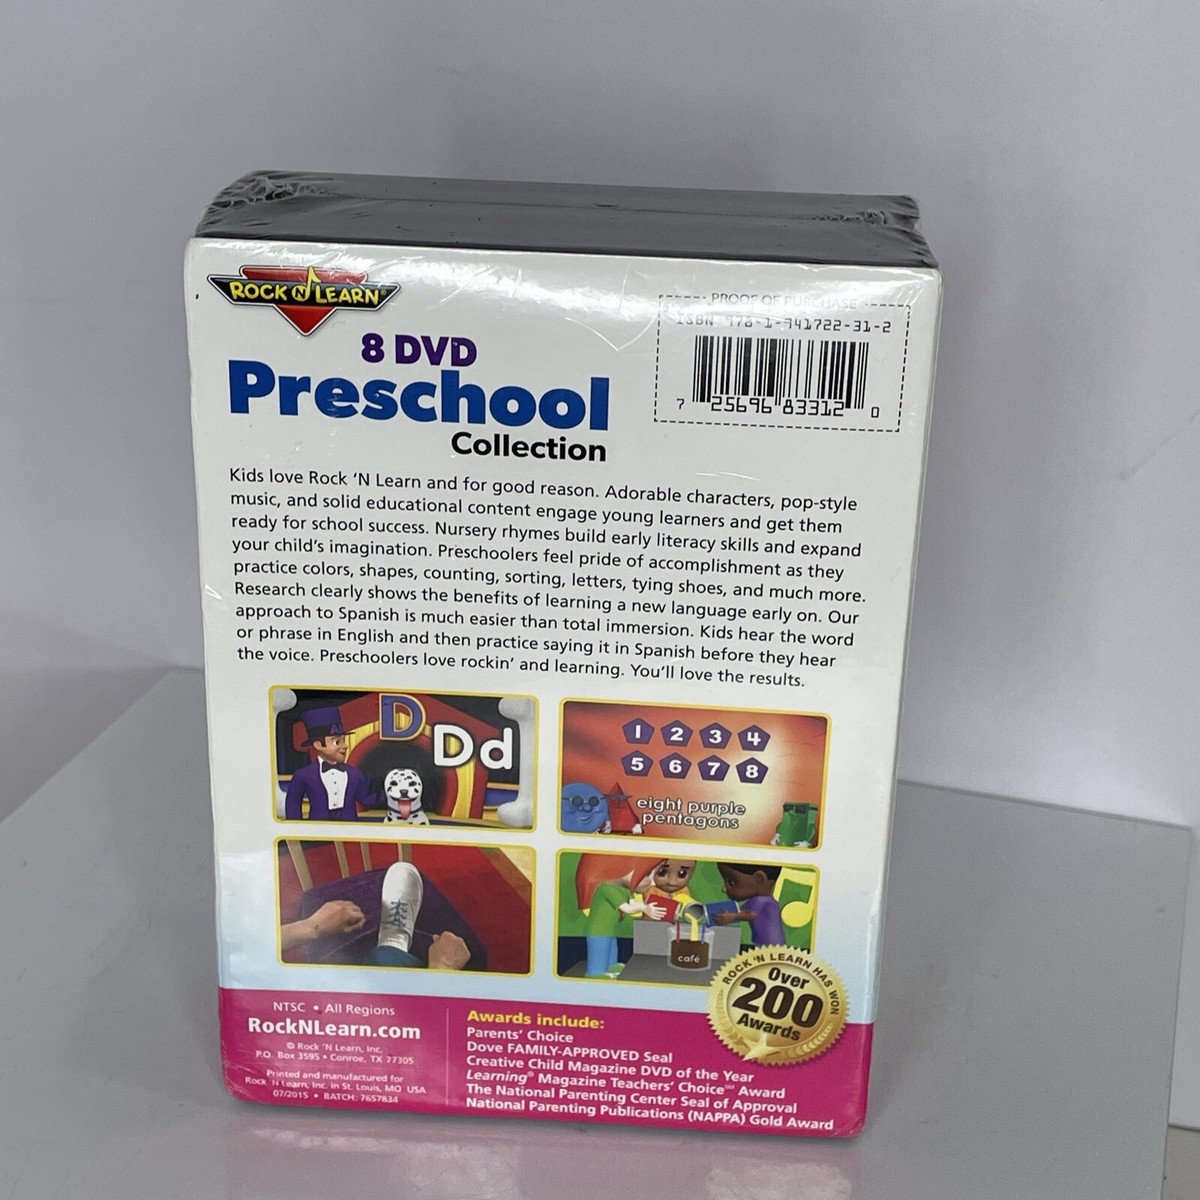 ROCK 'N LEARN®
8 DVD
Preschool
Collection
PROOF OF PURCHASE
ISBN 978-1-941722-31-2
7 25696 83312 0
Kids love Rock 'N Learn and for good reason. Adorable characters, pop-style
music, and solid educational content engage young learners and get them
ready for school success. Nursery rhymes build early literacy skills and expand
your child's imagination. Preschoolers feel pride of accomplishment as they
practice colors, shapes, counting, sorting, letters, tying shoes, and much more.
Research clearly shows the benefits of learning a new language early on. Our
approach to Spanish is much easier than total immersion. Kids hear the word
or phrase in English and then practice saying it in Spanish before they hear
the voice. Preschoolers love rockin' and learning. You'll love the results.
A
D
Dd
1 2 3 4
5 6 7 8
eight purple
pentagons
café
ROCK 'N LEARN HAS WON
Over
200
Awards
NTSC • All Regions
RockNLearn.com
© Rock 'N Learn, Inc.
P.O. Box 3595 • Conroe, TX 77305
Printed and manufactured for
Rock 'N Learn, Inc. in St. Louis, MO USA
07/2015 • BATCH: 7657834
Awards include:
Parents' Choice
Dove FAMILY-APPROVED Seal
Creative Child Magazine DVD of the Year
Learning® Magazine Teachers' Choice℠ Award
The National Parenting Center Seal of Approval
National Parenting Publications (NAPPA) Gold Award